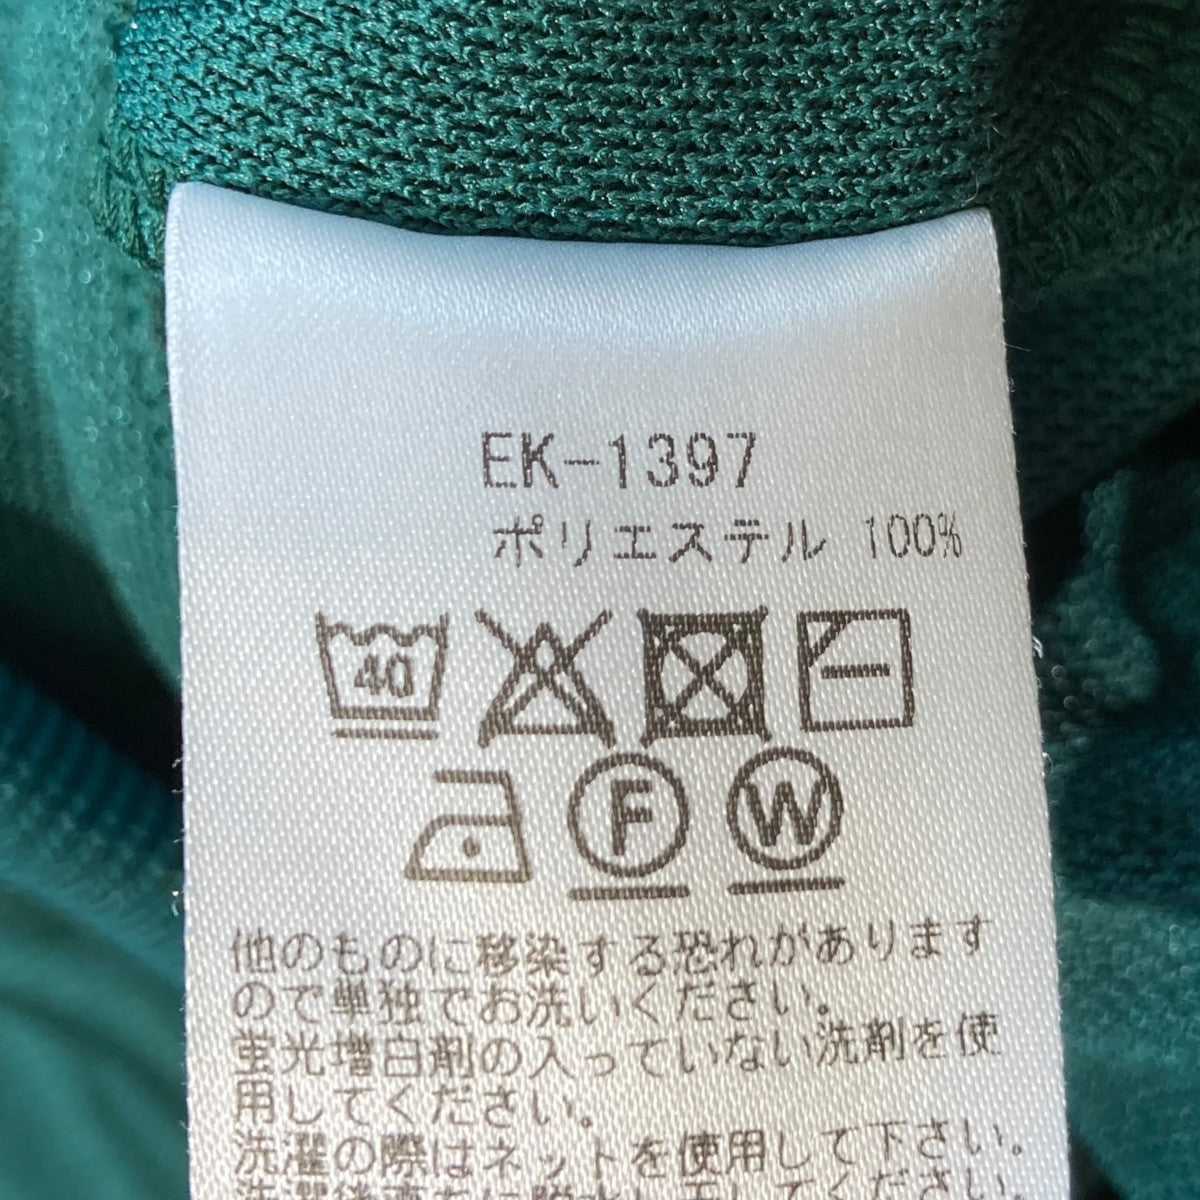 EK-1397
ポリエステル 100%
40
F W
他のものに移染する恐れがあります
ので単独でお洗いください。
蛍光増白剤の入っていない洗剤を使
用してください。
洗濯の際はネットを使用して下さい。
ください